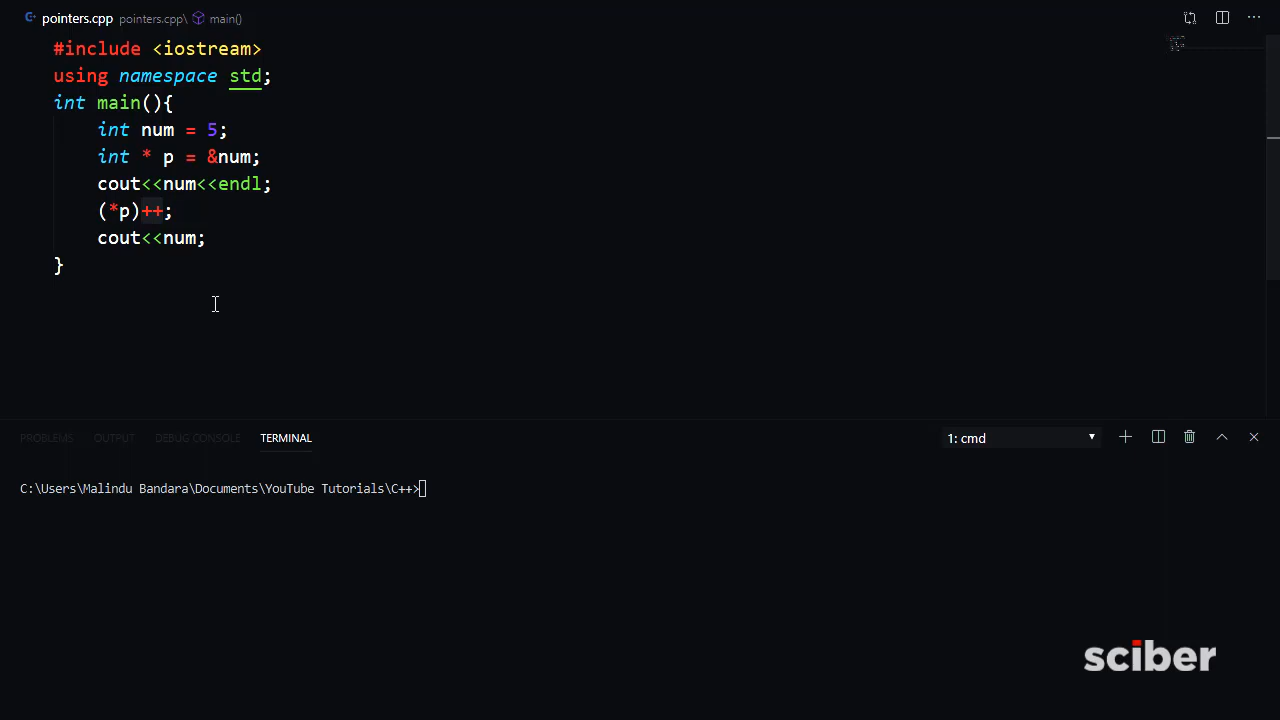 pointers.cpp pointers.cpp\ main() ...
#include <iostream>
using namespace std;
int main(){
int num = 5;
int * p = &num;
cout<<num<<endl;
(*p)++;
cout<<num;
}
PROBLEMS OUTPUT DEBUG CONSOLE TERMINAL 1: cmd
C:\Users\Malindu Bandara\Documents\YouTube Tutorials\C++>
sciber